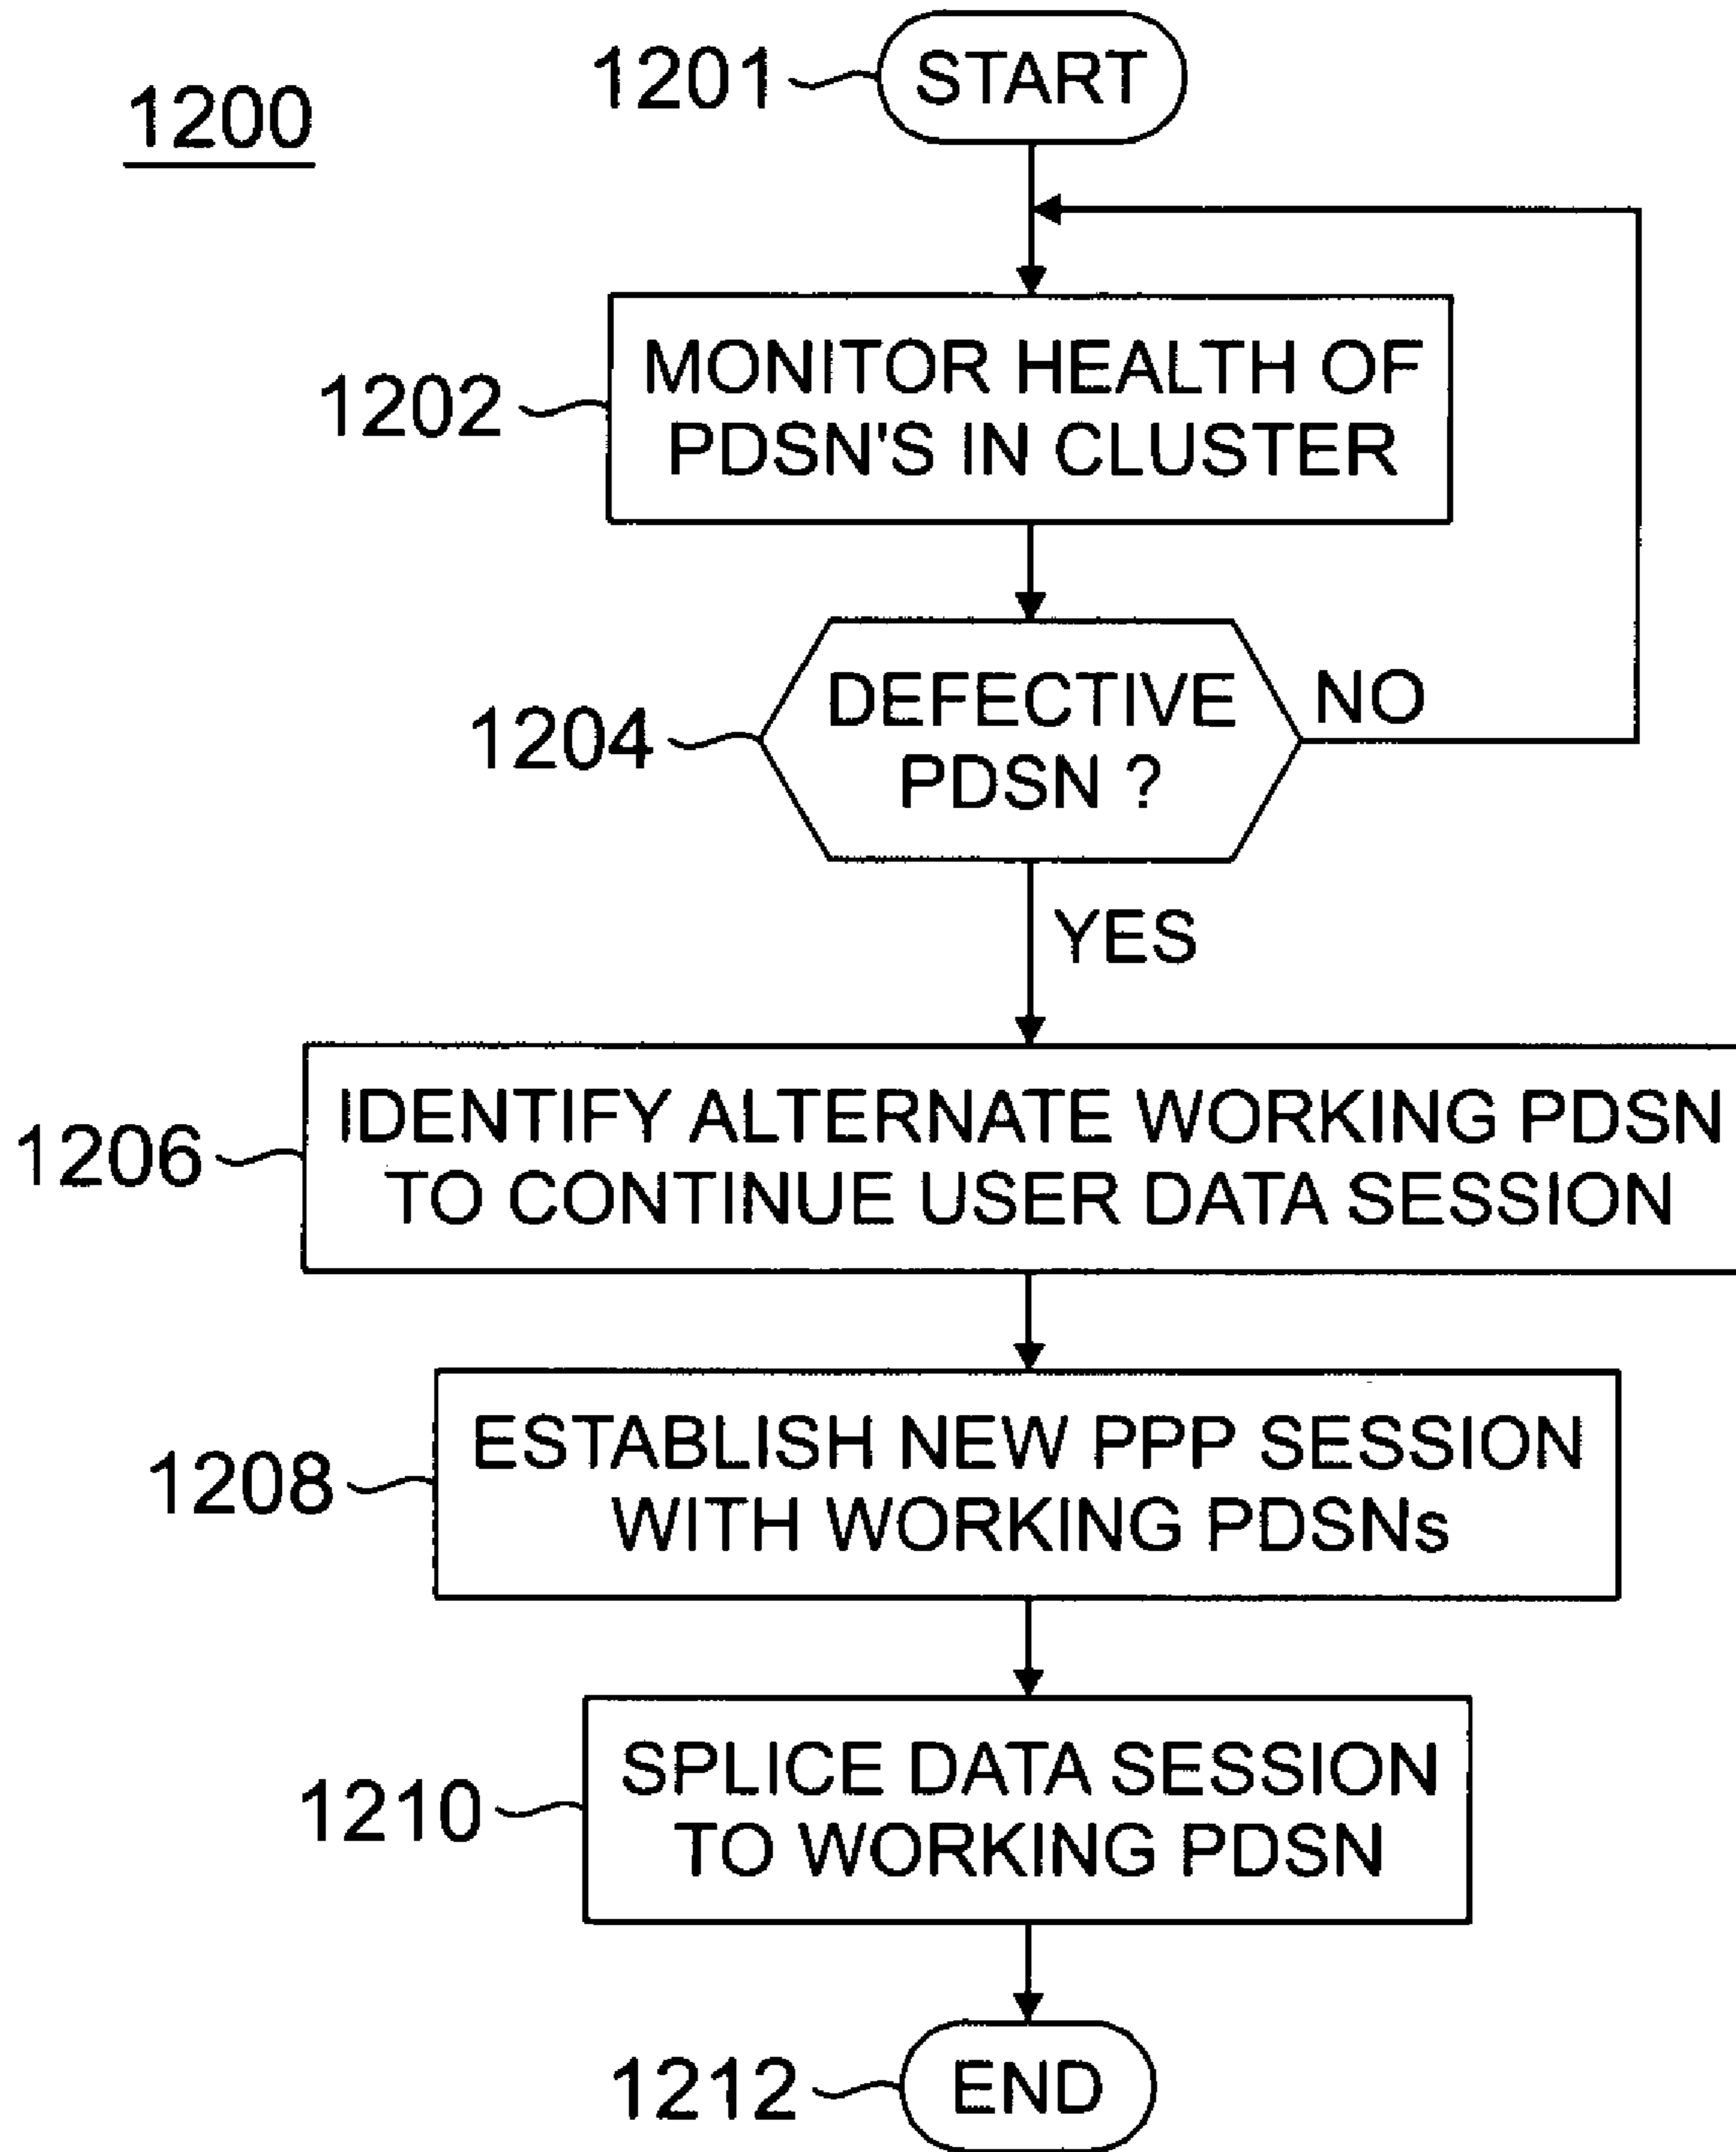 1200
1201
START
1202
MONITOR HEALTH OF
PDSN'S IN CLUSTER
1204
DEFECTIVE
PDSN ?
NO
YES
1206
IDENTIFY ALTERNATE WORKING PDSN
TO CONTINUE USER DATA SESSION
1208
ESTABLISH NEW PPP SESSION
WITH WORKING PDSNs
1210
SPLICE DATA SESSION
TO WORKING PDSN
1212
END